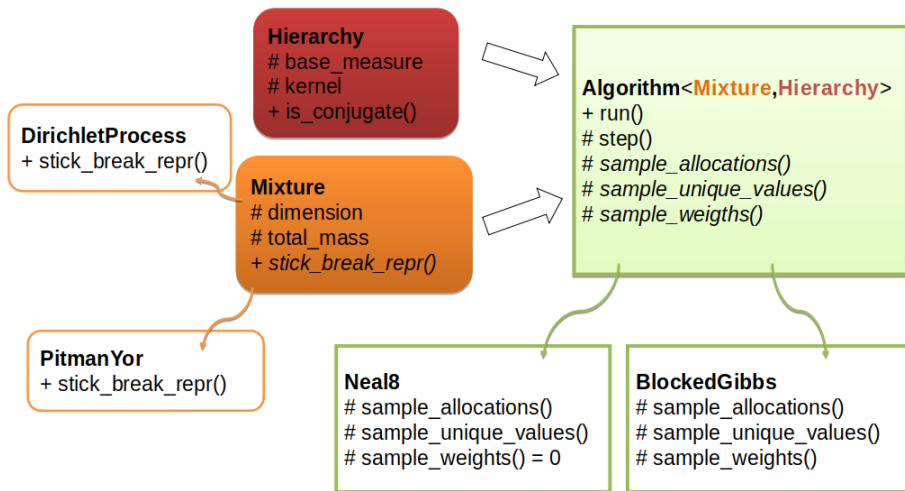 Hierarchy
# base_measure
# kernel
+ is_conjugate()
DirichletProcess
+ stick_break_repr()
Mixture
# dimension
# total_mass
+ stick_break_repr()
PitmanYor
+ stick_break_repr()
Algorithm<Mixture,Hierarchy>
+ run()
# step()
# sample_allocations()
# sample_unique_values()
# sample_weigths()
Neal8
# sample_allocations()
# sample_unique_values()
# sample_weights() = 0
BlockedGibbs
# sample_allocations()
# sample_unique_values()
# sample_weights()